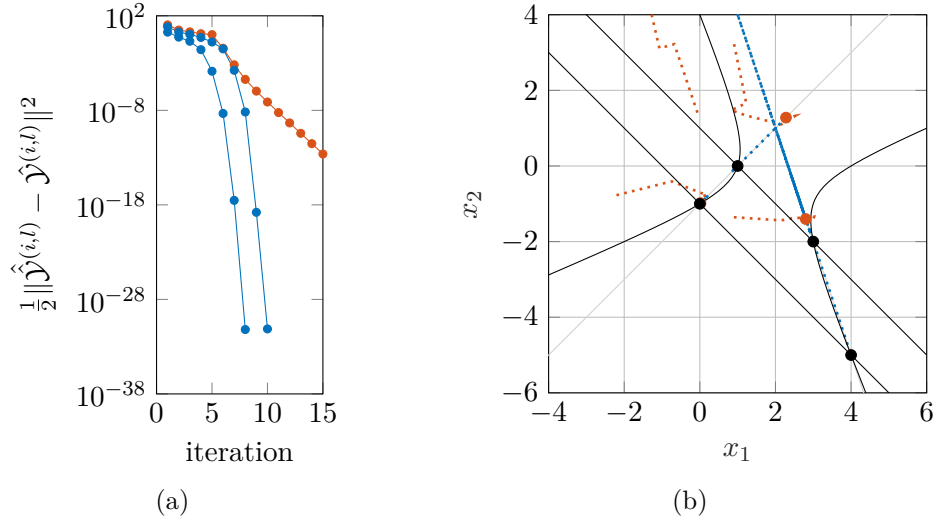 10^2
10^{-8}
10^{-18}
10^{-28}
10^{-38}
\frac{1}{2}||\hat{\hat{\mathcal{Y}}}^{(i,l)} - \hat{\mathcal{Y}}^{(i,l)}||^2
0 5 10 15
iteration
(a)
4
2
0
−2
−4
−6
x_2
−4 −2 0 2 4 6
x_1
(b)